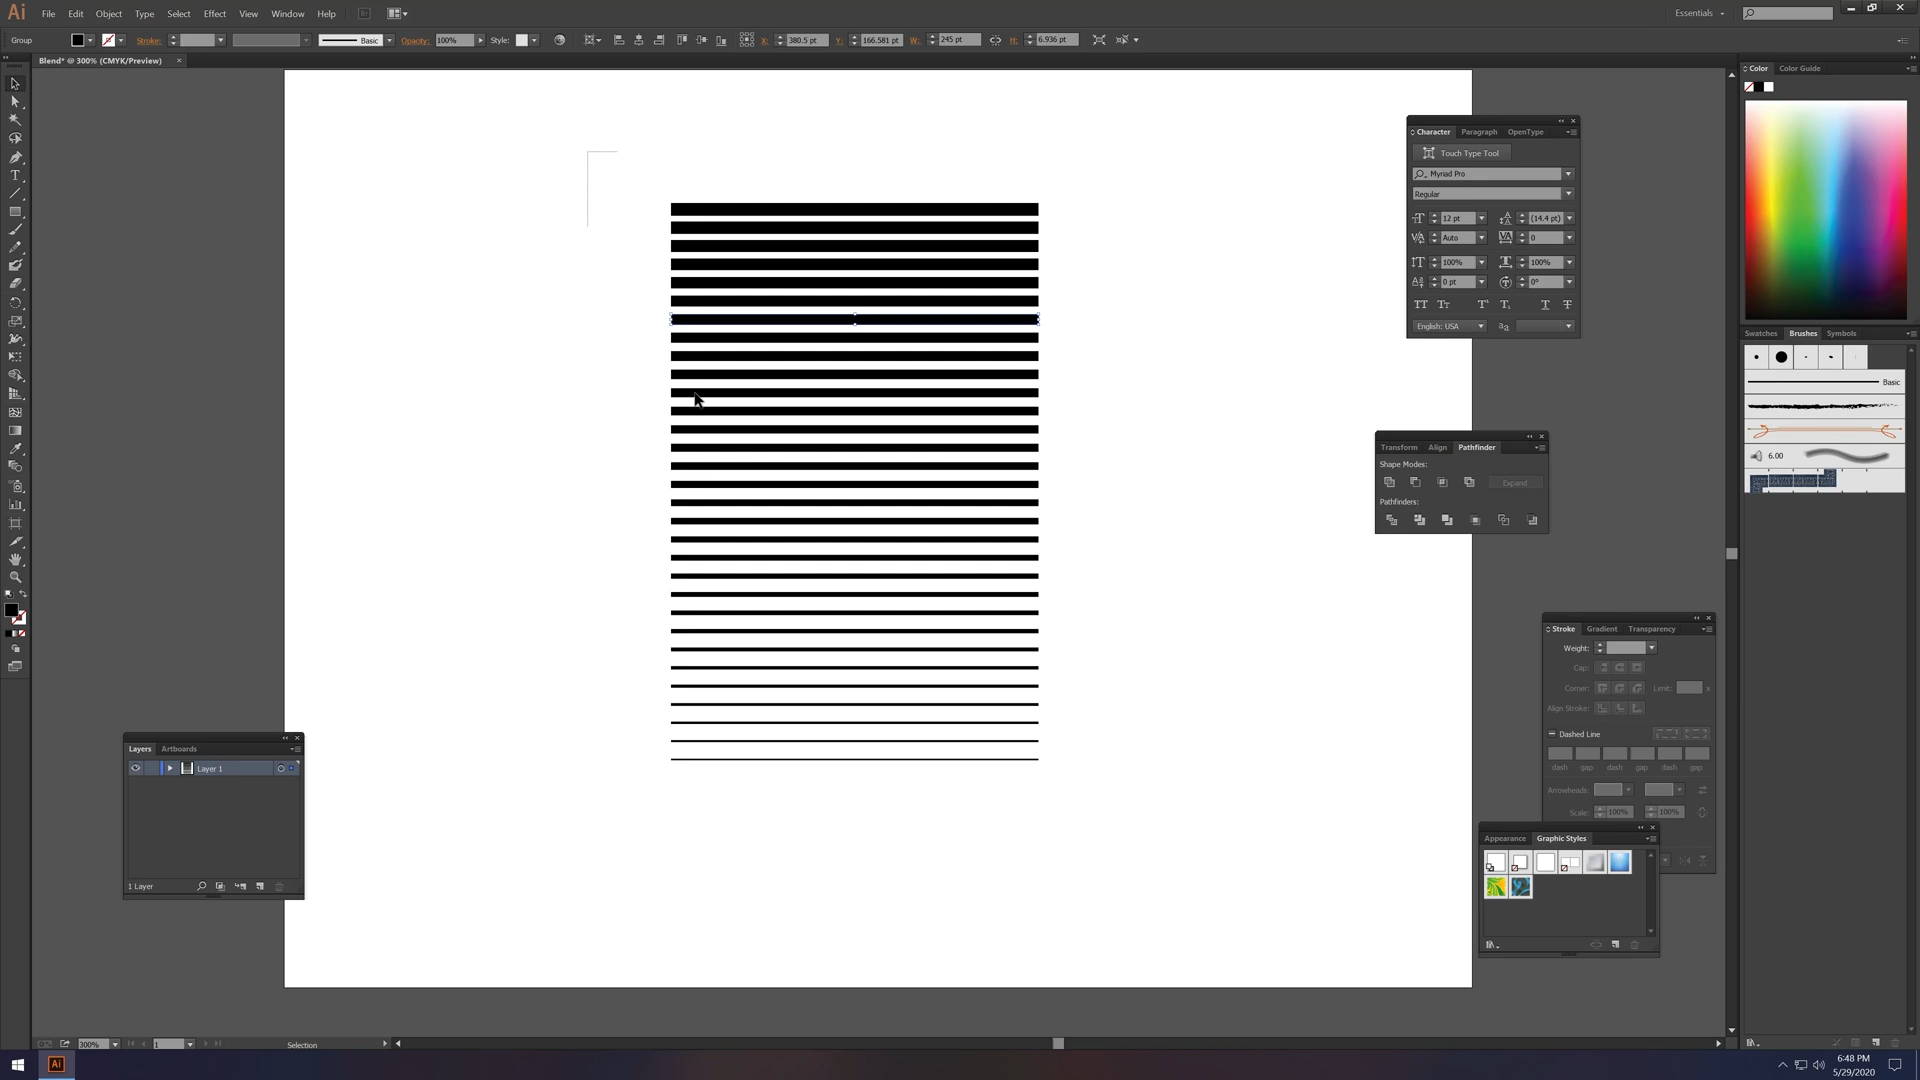 Ai File Edit Object Type Select Effect View Window Help Br Essentials
Group Stroke: Basic Opacity: 100% Style: X: 380.5 pt Y: 166.581 pt W: 245 pt H: 6.936 pt
Blend* @ 300% (CMYK/Preview)
Color Color Guide
Character Paragraph OpenType
Touch Type Tool
Myriad Pro
Regular
12 pt (14.4 pt)
Auto 0
100% 100%
0 pt 0°
English: USA
Swatches Brushes Symbols
Basic
6.00
Transform Align Pathfinder
Shape Modes:
Expand
Pathfinders:
Stroke Gradient Transparency
Weight:
Cap:
Corner: Limit: x
Align Stroke:
Dashed Line
dash gap dash gap dash gap
Arrowheads:
Scale: 100% 100%
Appearance Graphic Styles
Layers Artboards
Layer 1
1 Layer
300% 1 Selection
Ai
6:48 PM
5/29/2020